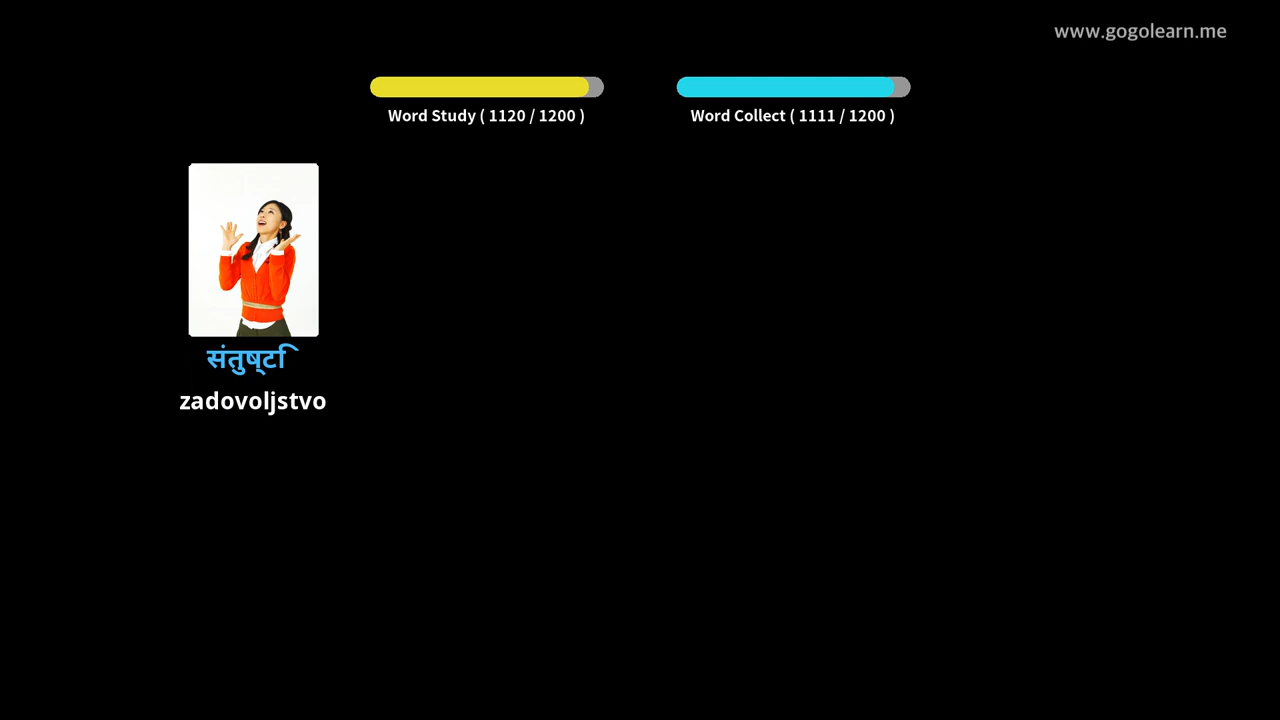 www.gogolearn.me
Word Study ( 1120 / 1200 )
Word Collect ( 1111 / 1200 )
संतुष्टि
zadovoljstvo